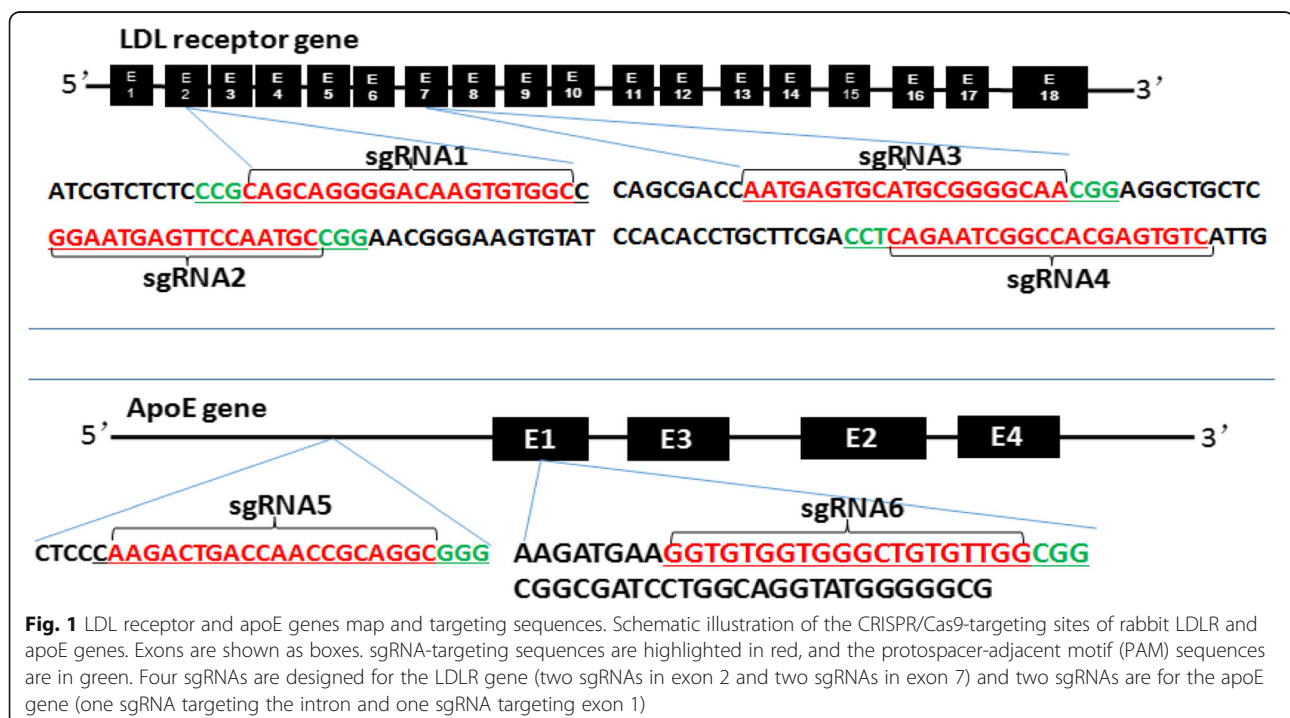 LDL receptor gene
5’ E 1 E 2 E 3 E 4 E 5 E 6 E 7 E 8 E 9 E 10 E 11 E 12 E 13 E 14 E 15 E 16 E 17 E 18 3’
sgRNA1
ATCGTCTCTCCCGCAGCAGGGGACAAGTGTGGCC
GGAATGAGTTCCAATGCCGGAACGGGAAGTGTAT
sgRNA2
sgRNA3
CAGCGACCAATGAGTGCATGCGGGGCAACGGAGGCTGCTC
CCACACCTGCTTCGACCTCAGAATCGGCCACGAGTGTCATTG
sgRNA4
ApoE gene
5’ E1 E3 E2 E4 3’
sgRNA5
CTCCCAAGACTGACCAACCGCAGGCGGG
sgRNA6
AAGATGAAGGTGTGGTGGGCTGTGTTGGCGG
CGGCGATCCTGGCAGGTATGGGGGCG
Fig. 1 LDL receptor and apoE genes map and targeting sequences. Schematic illustration of the CRISPR/Cas9-targeting sites of rabbit LDLR and
apoE genes. Exons are shown as boxes. sgRNA-targeting sequences are highlighted in red, and the protospacer-adjacent motif (PAM) sequences
are in green. Four sgRNAs are designed for the LDLR gene (two sgRNAs in exon 2 and two sgRNAs in exon 7) and two sgRNAs are for the apoE
gene (one sgRNA targeting the intron and one sgRNA targeting exon 1)